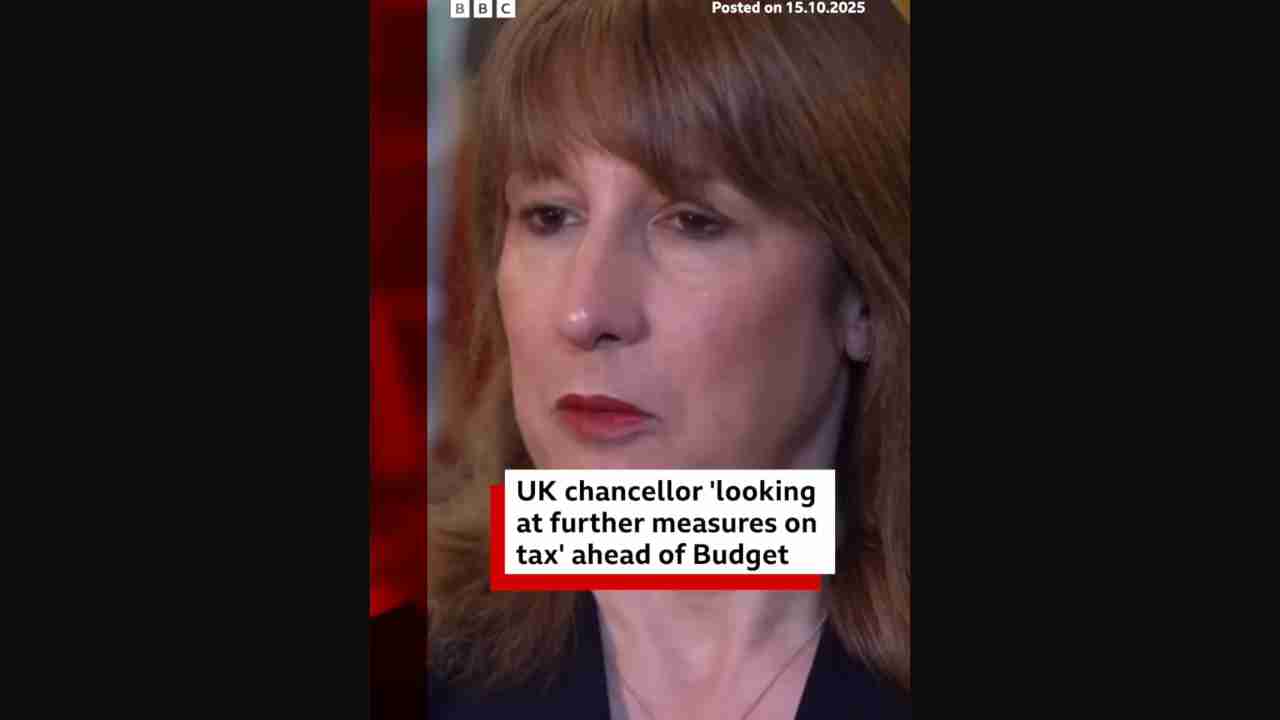 BBC
Posted on 15.10.2025
UK chancellor 'looking
at further measures on
tax' ahead of Budget